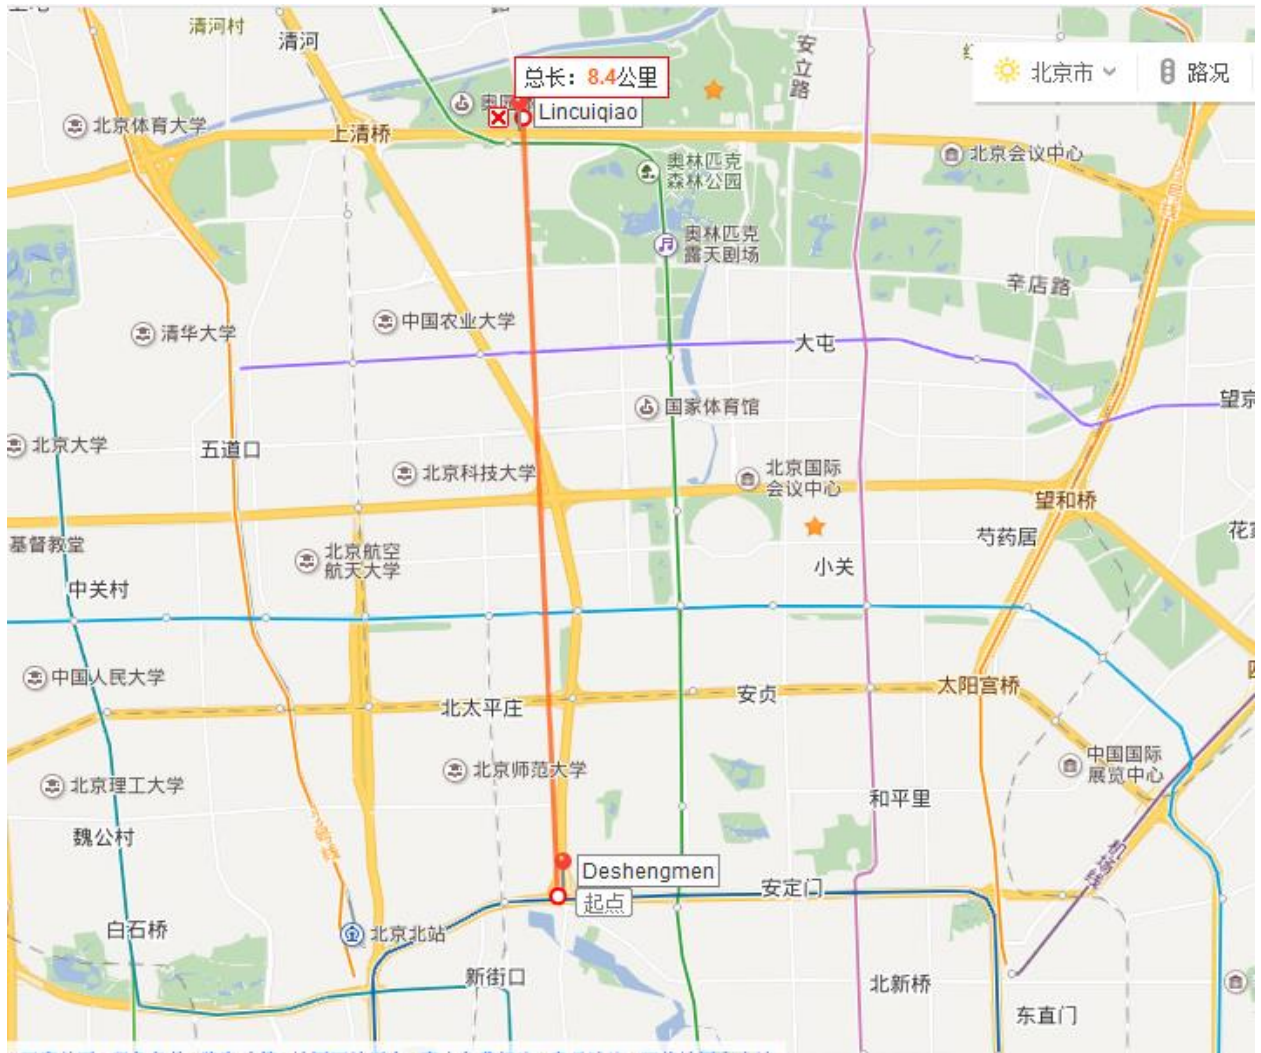 清河村
清河
安
立
路
北京市
路况
总长：8.4公里
Lincuiqiao
北京体育大学
上清桥
北京会议中心
奥林匹克
森林公园
奥林匹克
露天剧场
辛店路
清华大学
中国农业大学
大屯
国家体育馆
望京
北京大学
五道口
北京科技大学
北京国际
会议中心
望和桥
基督教堂
北京航空
航天大学
小关
芍药居
中关村
中国人民大学
北太平庄
安贞
太阳宫桥
北京理工大学
北京师范大学
中国国际
展览中心
和平里
魏公村
机场线
Deshengmen
起点
安定门
白石桥
北京北站
新街口
北新桥
东直门